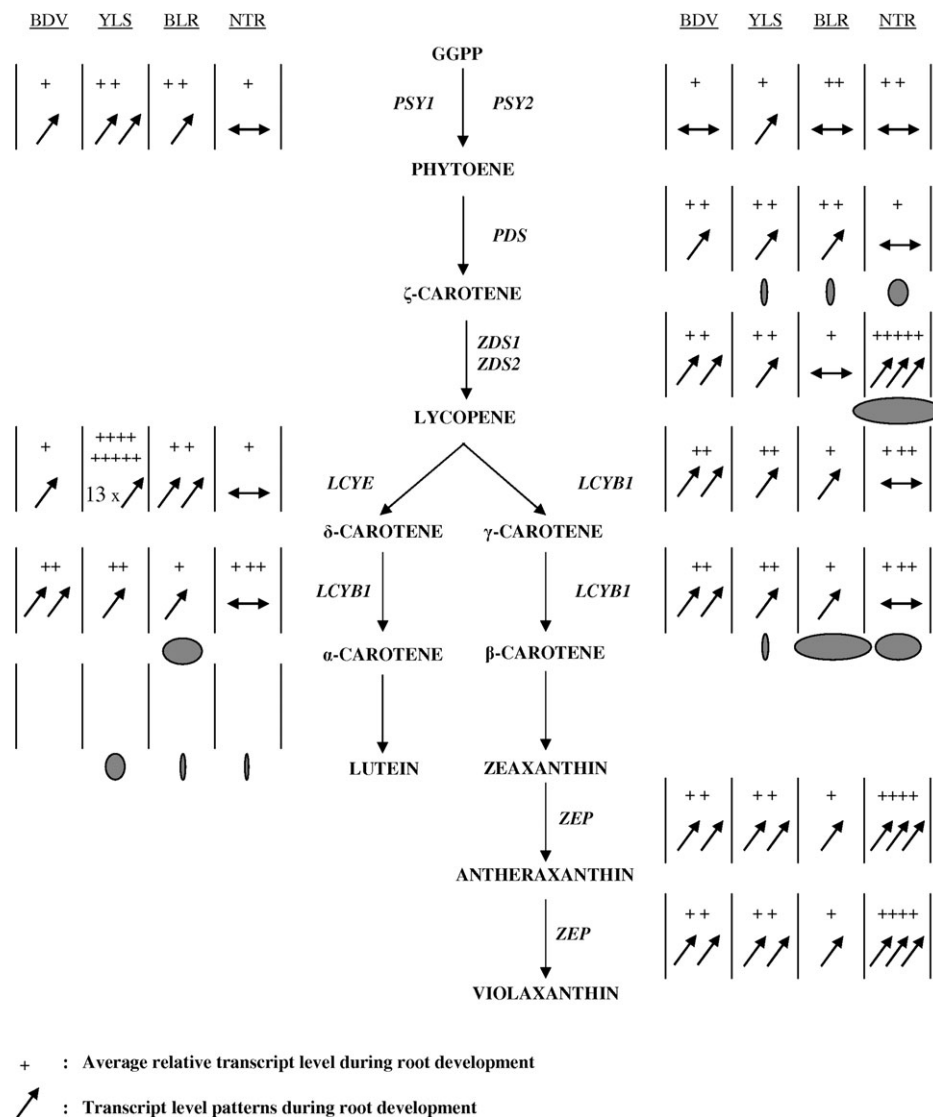 BDV YLS BLR NTR
BDV YLS BLR NTR
GGPP
+ ++ ++ +
+ + ++ ++
PSY1 PSY2
PHYTOENE
++ ++ ++ +
PDS
ζ-CAROTENE
++ ++ + +++++
ZDS1
ZDS2
LYCOPENE
+ ++++ ++ +
+++++
++ ++ + + ++
13 x
LCYE LCYB1
δ-CAROTENE γ-CAROTENE
++ ++ + + ++
++ ++ + + ++
LCYB1 LCYB1
α-CAROTENE β-CAROTENE
LUTEIN ZEAXANTHIN
++ ++ + ++++
ZEP
ANTHERAXANTHIN
++ ++ + ++++
ZEP
VIOLAXANTHIN
+ : Average relative transcript level during root development
: Transcript level patterns during root development